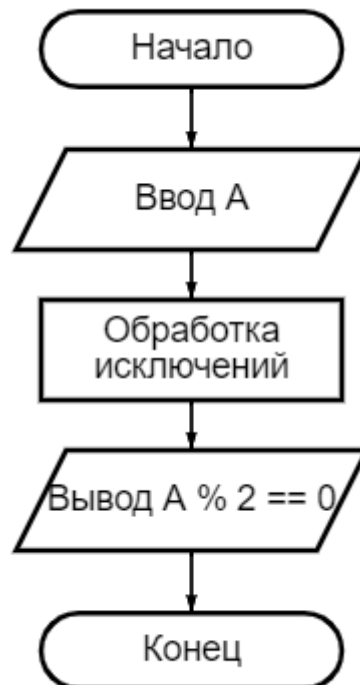 Начало
Ввод А
Обработка
исключений
Вывод А % 2 == 0
Конец